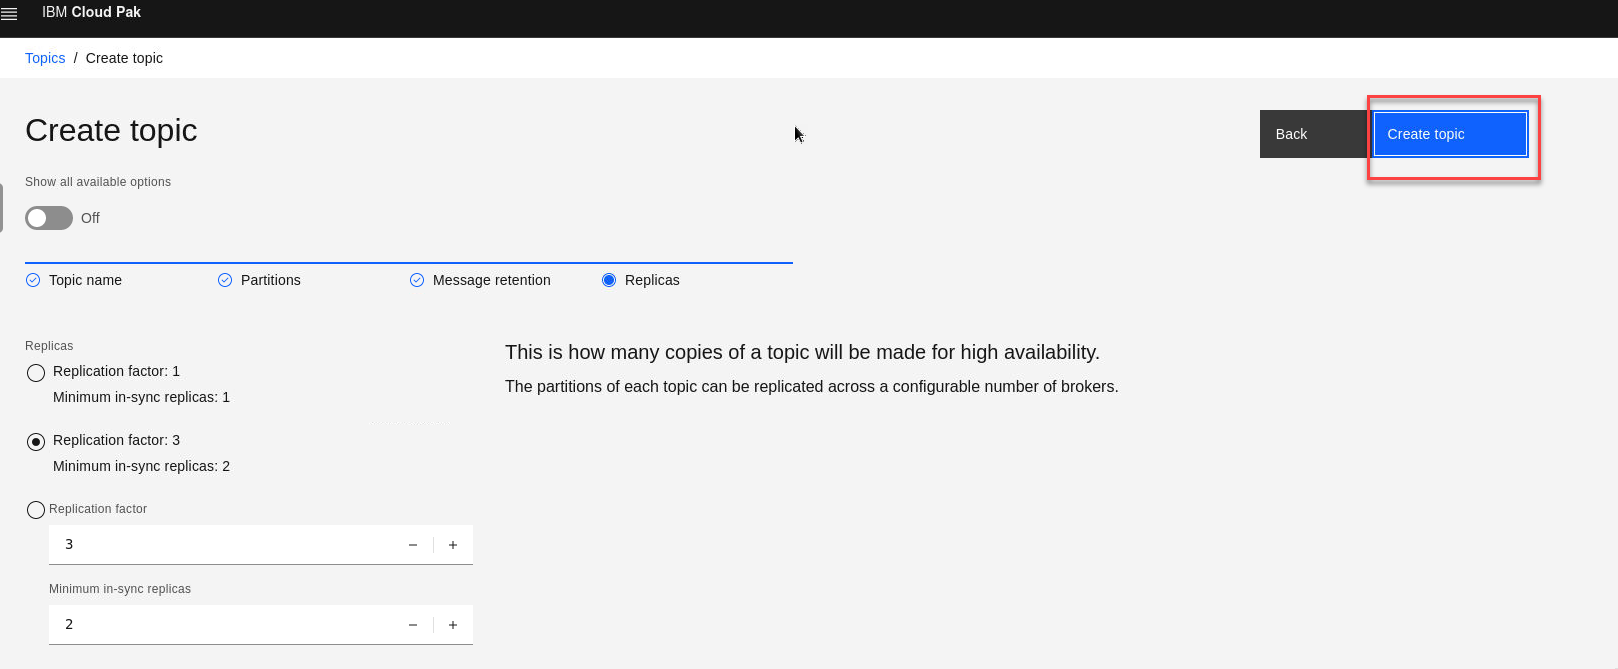 IBM Cloud Pak
Topics / Create topic
Create topic
Back
Create topic
Show all available options
Off
Topic name
Partitions
Message retention
Replicas
Replicas
Replication factor: 1
Minimum in-sync replicas: 1
Replication factor: 3
Minimum in-sync replicas: 2
Replication factor
3
Minimum in-sync replicas
2
This is how many copies of a topic will be made for high availability.
The partitions of each topic can be replicated across a configurable number of brokers.